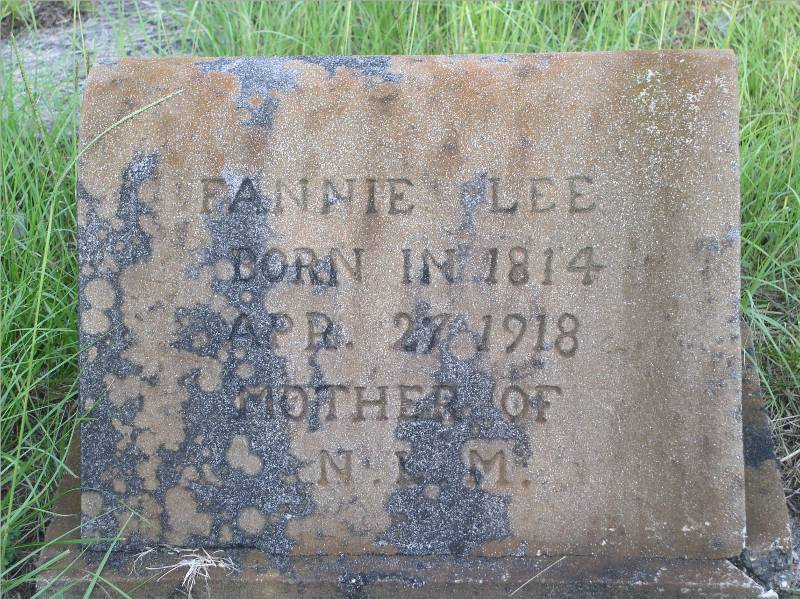 FANNIE LEE
BORN IN 1814
APR. 27 1918
MOTHER OF
N. L. M.